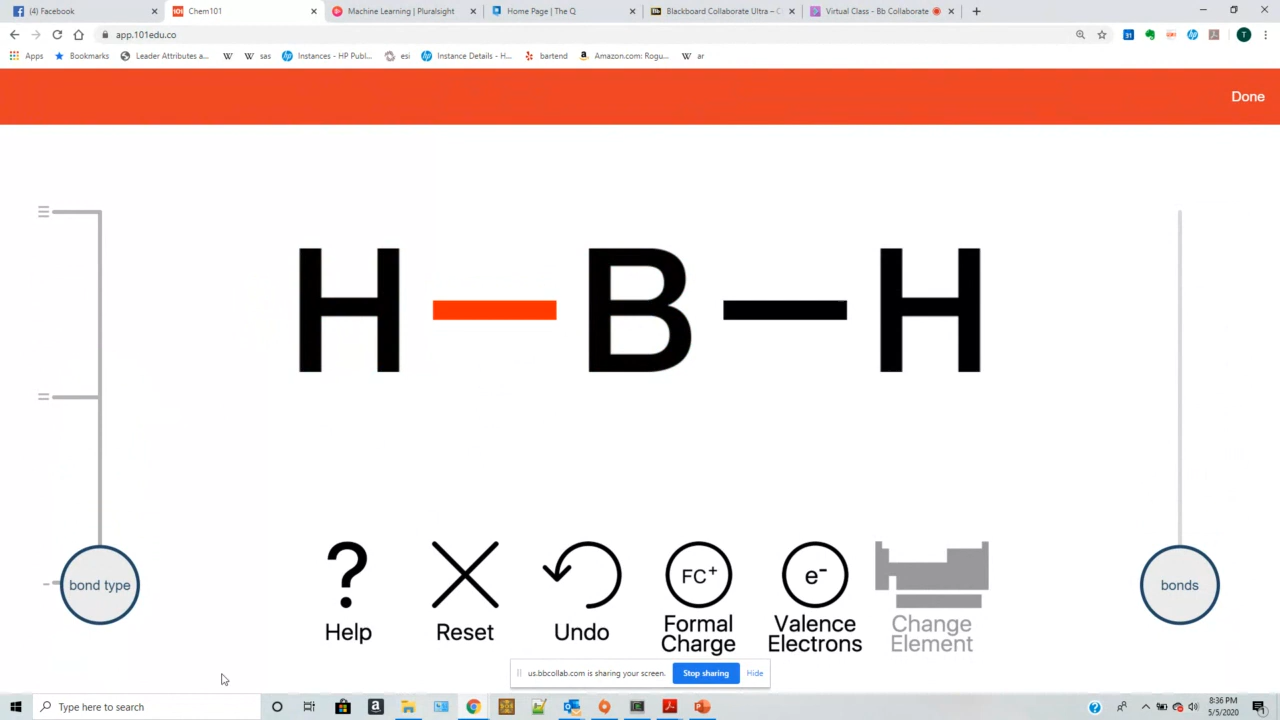 (4) Facebook
101 Chem101
Machine Learning | Pluralsight
Home Page | The Q
Blackboard Collaborate Ultra – C
Virtual Class - Bb Collaborate
app.101edu.co
Apps
Bookmarks
Leader Attributes a...
W
W sas
Instances - HP Publ...
esi
Instance Details - H...
bartend
Amazon.com: Rogu...
W ar
Done
H B H
bond type
bonds
? FC+ e-
Help
Reset
Undo
Formal Charge
Valence Electrons
Change Element
us.bbcollab.com is sharing your screen.
Stop sharing
Hide
Type here to search
8:36 PM
5/5/2020